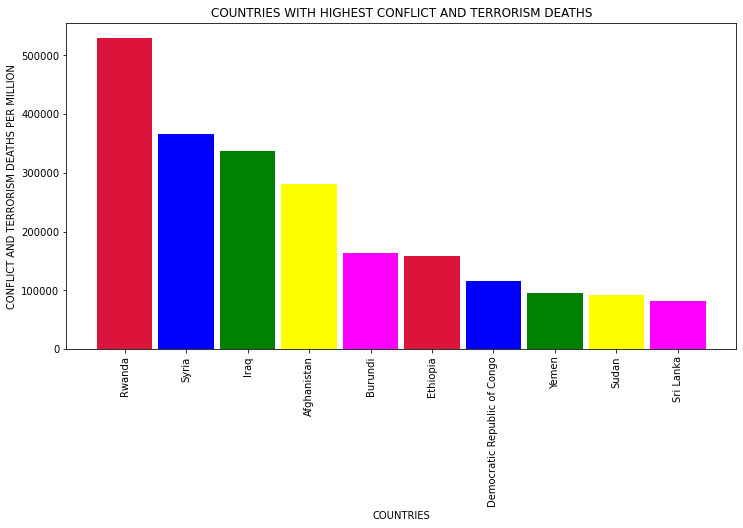 COUNTRIES WITH HIGHEST CONFLICT AND TERRORISM DEATHS
CONFLICT AND TERRORISM DEATHS PER MILLION
500000
400000
300000
200000
100000
0
Rwanda
Syria
Iraq
Afghanistan
Burundi
Ethiopia
Democratic Republic of Congo
Yemen
Sudan
Sri Lanka
COUNTRIES